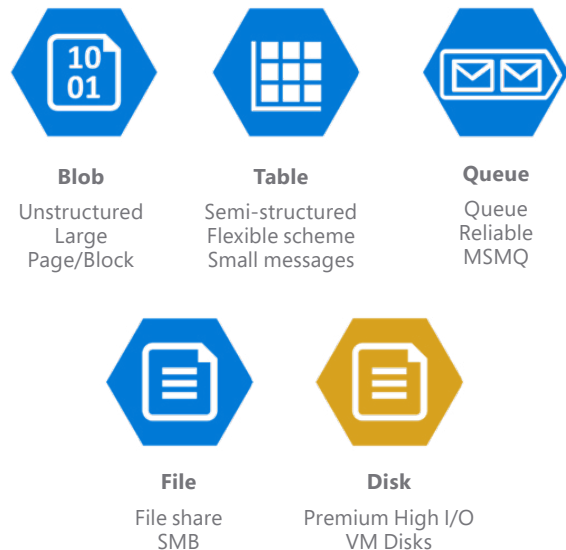 10
01
Blob
Unstructured
Large
Page/Block
Table
Semi-structured
Flexible scheme
Small messages
Queue
Queue
Reliable
MSMQ
File
File share
SMB
Disk
Premium High I/O
VM Disks